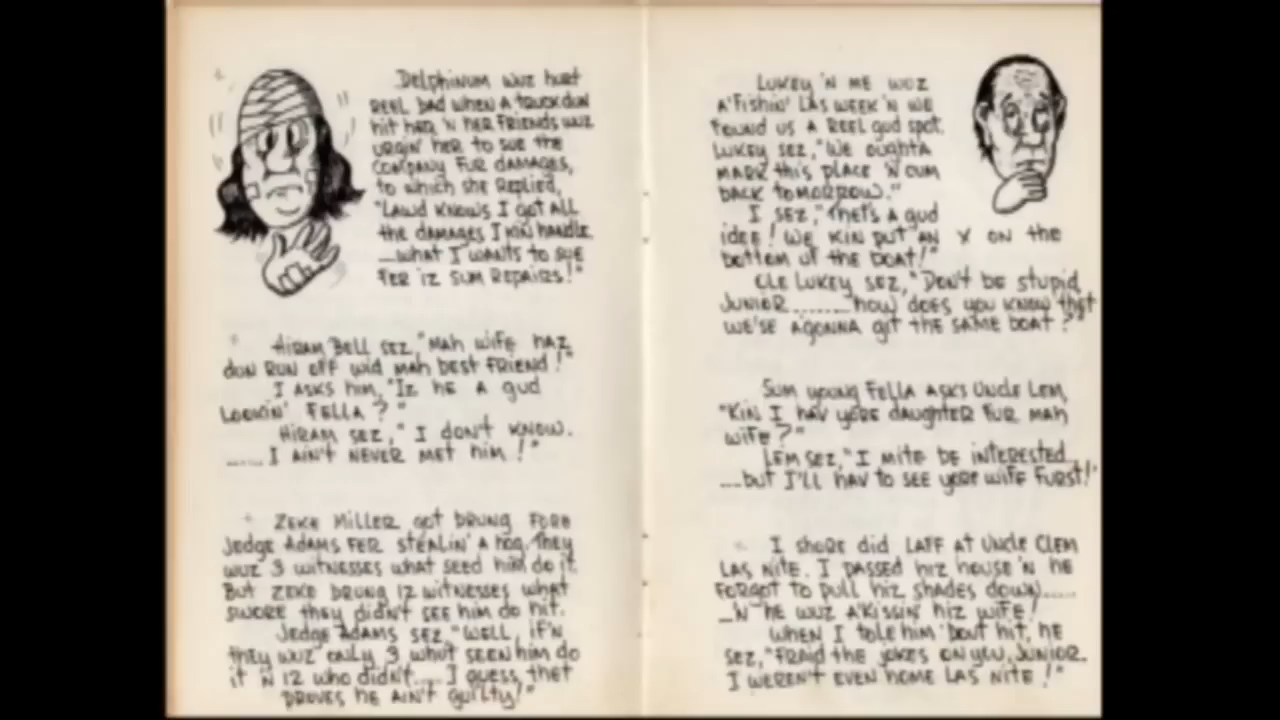 Delphinum wuz hurt
REEL bad when A truck dun
hit her 'N HER FRIENDS wuz
urgin' her to sue the
COMPANY FUR damages,
to which she Replied,
"Lawd knows I got ALL
the damages I kin handle
...what I wants to sue
FER iz sum REPAIRS!"
Hiram Bell sez, "Mah wife haz
dun RUN off wid mah best friend!"
I asks him, "Iz he A gud
Lookin' FELLA?"
Hiram sez, "I don't know.
......I AiN'T NEVER MET him!"
Zeke Miller got brung FORE
Jedge Adams FER STEALIN' A hog. They
wuz 3 witnesses what seed him do it.
But Zeke brung 12 witnesses what
swore they didn't SEE him do hit.
Jedge Adams sez, "WELL, iF'N
they wuz only 3 what SEEN him do
it 'N 12 who didn't.....I guess thet
proves he AiN'T guilty!"
Lukey 'N ME wuz
A'Fishin' LAS WEEK 'N WE
found us A REEL gud spot.
Lukey sez, "WE oughta
MARK this place 'N cum
back tomorrow."
I sez, "Thet's A gud
idee! WE kin put AN X on the
bottom uf the boat!"
OLE Lukey sez, "Don't be stupid
JUNIOR........how does you know thet
WE'SE AgonnA git THE SAME boat?"
Sum young FELLA Asks Uncle Lem,
"Kin I hav yore daughter FUR mah
wife?"
LEM sez, "I mite be interested
....but I'LL hav to see yore wife FURST!"
I shore did LAFF At Uncle CLEM
LAS NITE. I passed hiz house 'N he
forgot to pull hiz shades down......
...'N he wuz A'Kissin' hiz wife!
When I tole him 'bout hit, he
sez, "'Fraid the jokes on you, JUNIOR.
I WEREN'T EVEN home LAS NITE!"